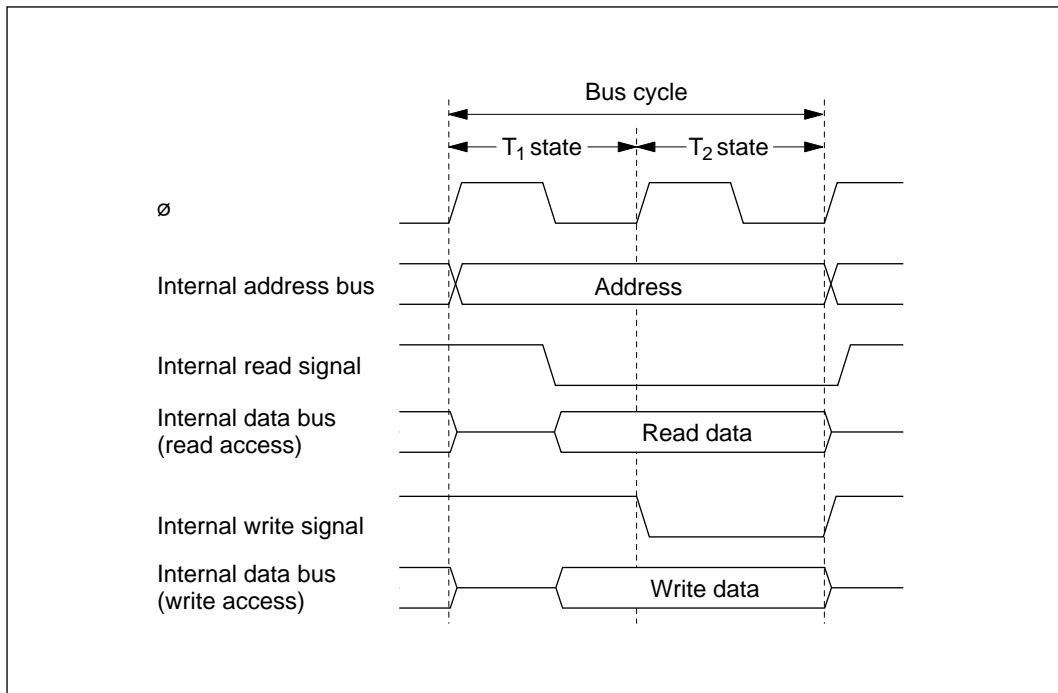 Bus cycle
T1 state
T2 state
ø
Internal address bus
Address
Internal read signal
Internal data bus
(read access)
Read data
Internal write signal
Internal data bus
(write access)
Write data